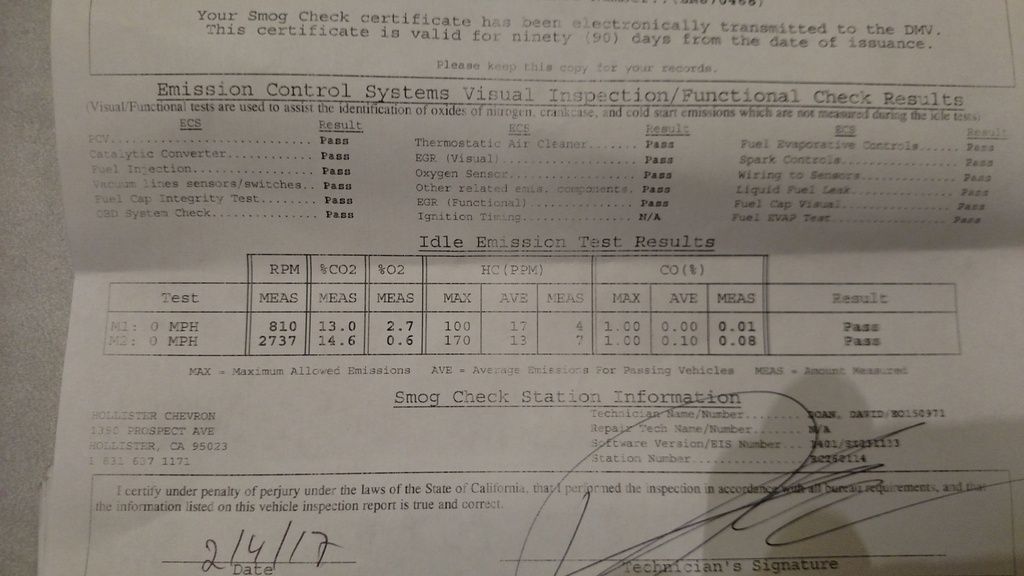 Your Smog Check certificate has been electronically transmitted to the DMV.
This certificate is valid for ninety (90) days from the date of issuance.
Please keep this copy for your records.
Emission Control Systems Visual Inspection/Functional Check Results
(Visual/Functional tests are used to assist the identification of oxides of nitrogen, crankcase, and cold start emissions which are not measured during the idle tests)
ECS Result ECS Result ECS Result
PCV.......................... Pass Thermostatic Air Cleaner....... Pass Fuel Evaporative Controls...... Pass
Catalytic Converter............ Pass EGR (Visual)................... Pass Spark Controls................. Pass
Fuel Injection................. Pass Oxygen Sensor.................. Pass Wiring to Sensors.............. Pass
Vacuum lines sensors/switches.. Pass Other related emis. components. Pass Liquid Fuel Leak............... Pass
Fuel Cap Integrity Test........ Pass EGR (Functional)............... Pass Fuel Cap Visual................ Pass
OBD System Check............... Pass Ignition Timing................ N/A Fuel EVAP Test................. Pass
Idle Emission Test Results
RPM %CO2 %O2 HC(PPM) CO(%)
Test MEAS MEAS MEAS MAX AVE MEAS MAX AVE MEAS Result
M1: 0 MPH 810 13.0 2.7 100 17 4 1.00 0.00 0.01 Pass
M2: 0 MPH 2737 14.6 0.6 170 13 7 1.00 0.10 0.08 Pass
MAX = Maximum Allowed Emissions AVE = Average Emissions For Passing Vehicles MEAS = Amount Measured
Smog Check Station Information
HOLLISTER CHEVRON Technician Name/Number........ DOAN, DAVID/EO150971
1390 PROSPECT AVE Repair Tech Name/Number....... N/A
HOLLISTER, CA 95023 Software Version/EIS Number...
1 831 637 1171 Station Number...............
I certify under penalty of perjury under the laws of the State of California, that I performed the inspection in accordance with all bureau requirements, and that
the information listed on this vehicle inspection report is true and correct.
2/4/17
Date Technician's Signature